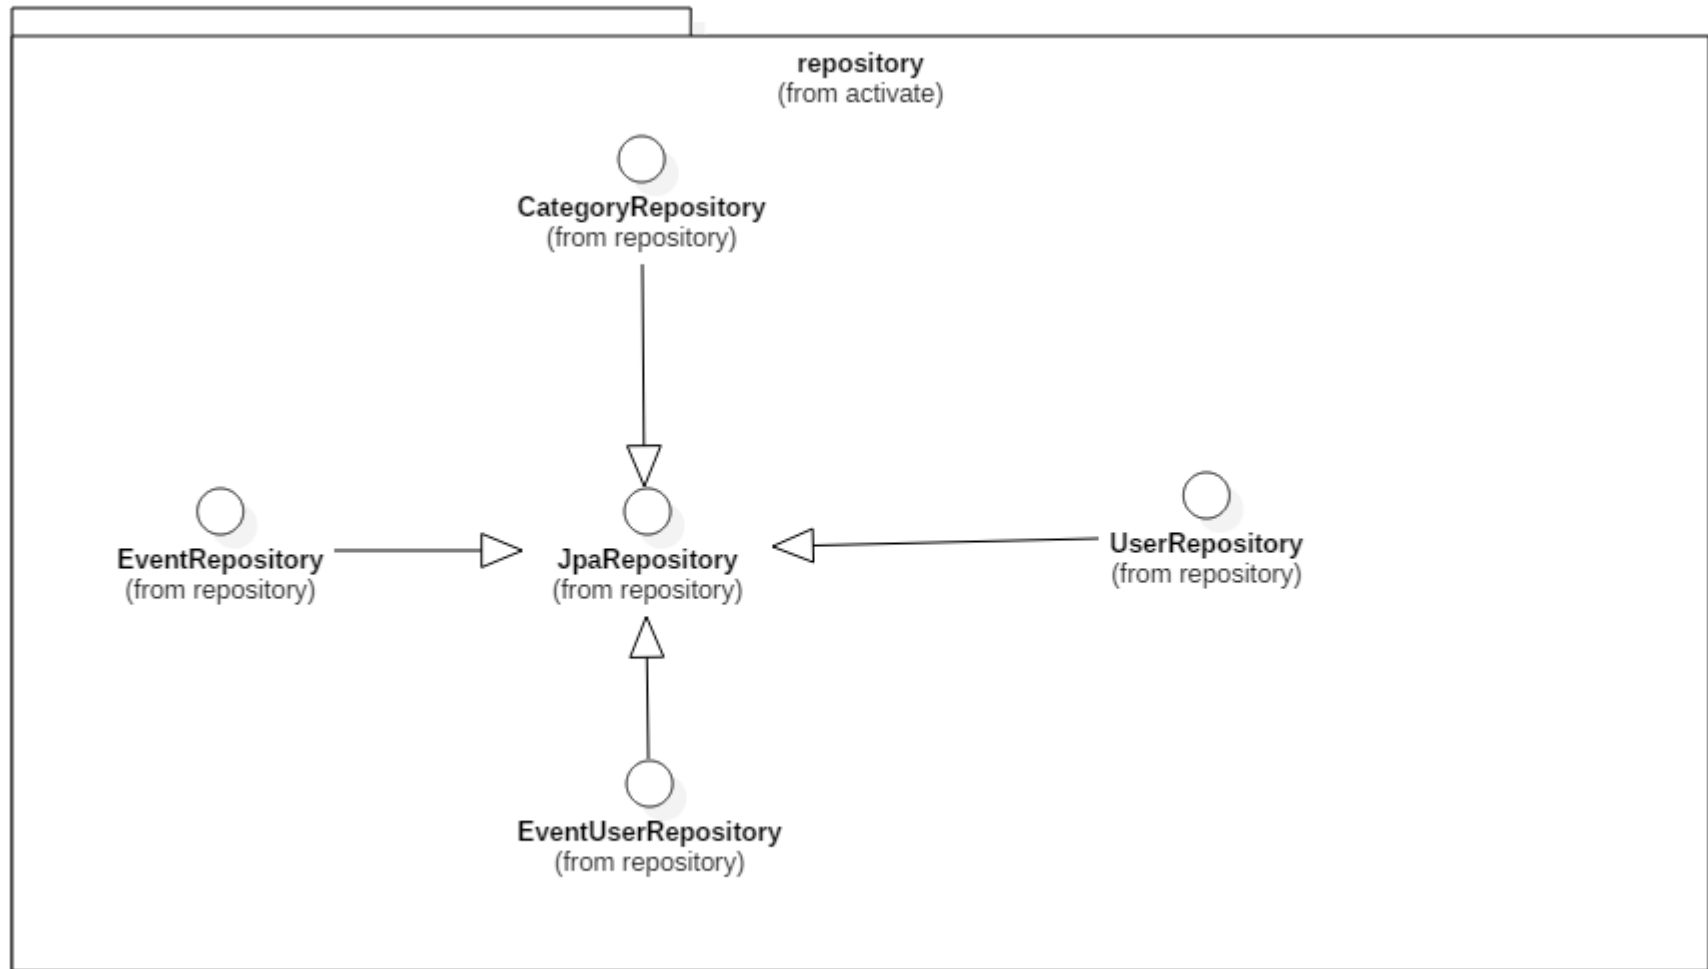 repository
(from activate)
CategoryRepository
(from repository)
EventRepository
(from repository)
JpaRepository
(from repository)
UserRepository
(from repository)
EventUserRepository
(from repository)